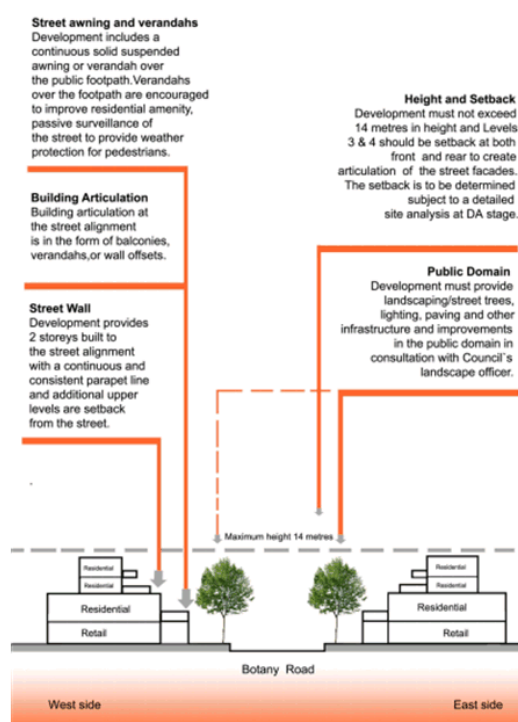 Street awning and verandahs
Development includes a
continuous solid suspended
awning or verandah over
the public footpath.Verandahs
over the footpath are encouraged
to improve residential amenity,
passive surveillance of
the street to provide weather
protection for pedestrians.
Building Articulation
Building articulation at
the street alignment
is in the form of balconies,
verandahs,or wall offsets.
Street Wall
Development provides
2 storeys built to
the street alignment
with a continuous and
consistent parapet line
and additional upper
levels are setback
from the street.
Height and Setback
Development must not exceed
14 metres in height and Levels
3 & 4 should be setback at both
front and rear to create
articulation of the street facades.
The setback is to be determined
subject to a detailed
site analysis at DA stage.
Public Domain
Development must provide
landscaping/street trees,
lighting, paving and other
infrastructure and improvements
in the public domain in
consultation with Council`s
landscape officer.
Maximum height 14 metres
Residential
Residential
Residential
Retail
Residential
Residential
Residential
Retail
Botany Road
West side
East side